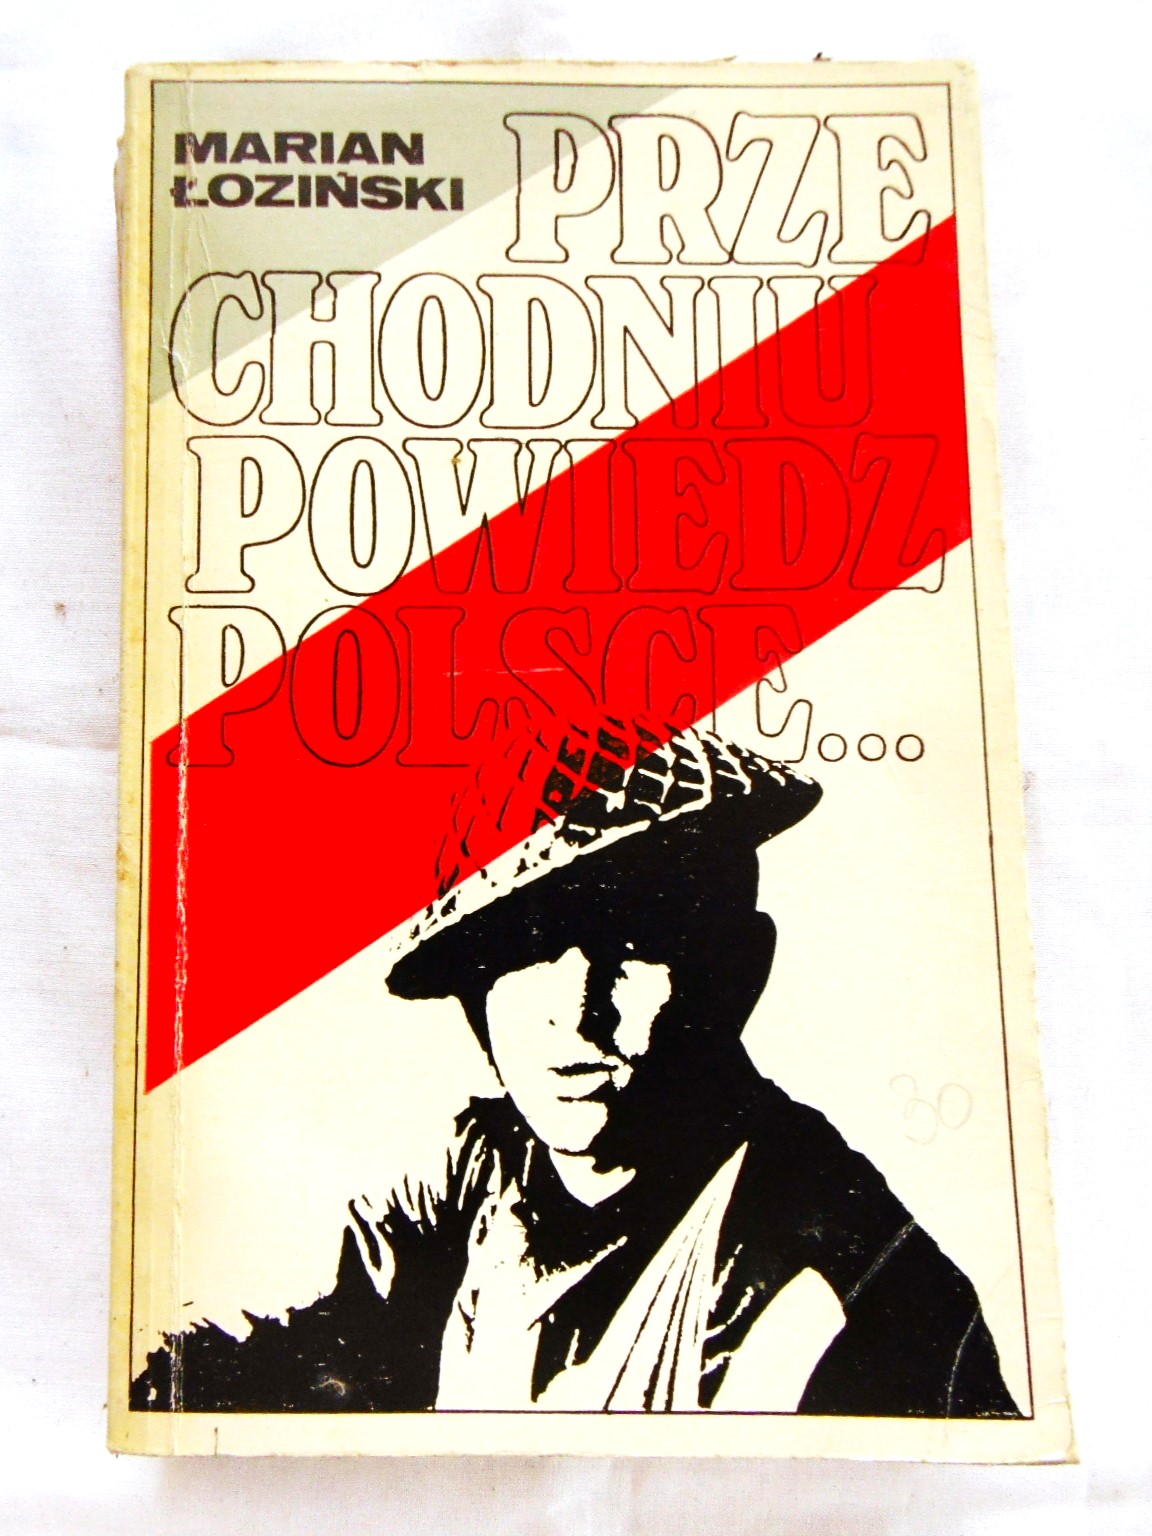 MARIAN
ŁOZIŃSKI
PRZE
CHODNIU
POWIEDZ
POLSCE...
30